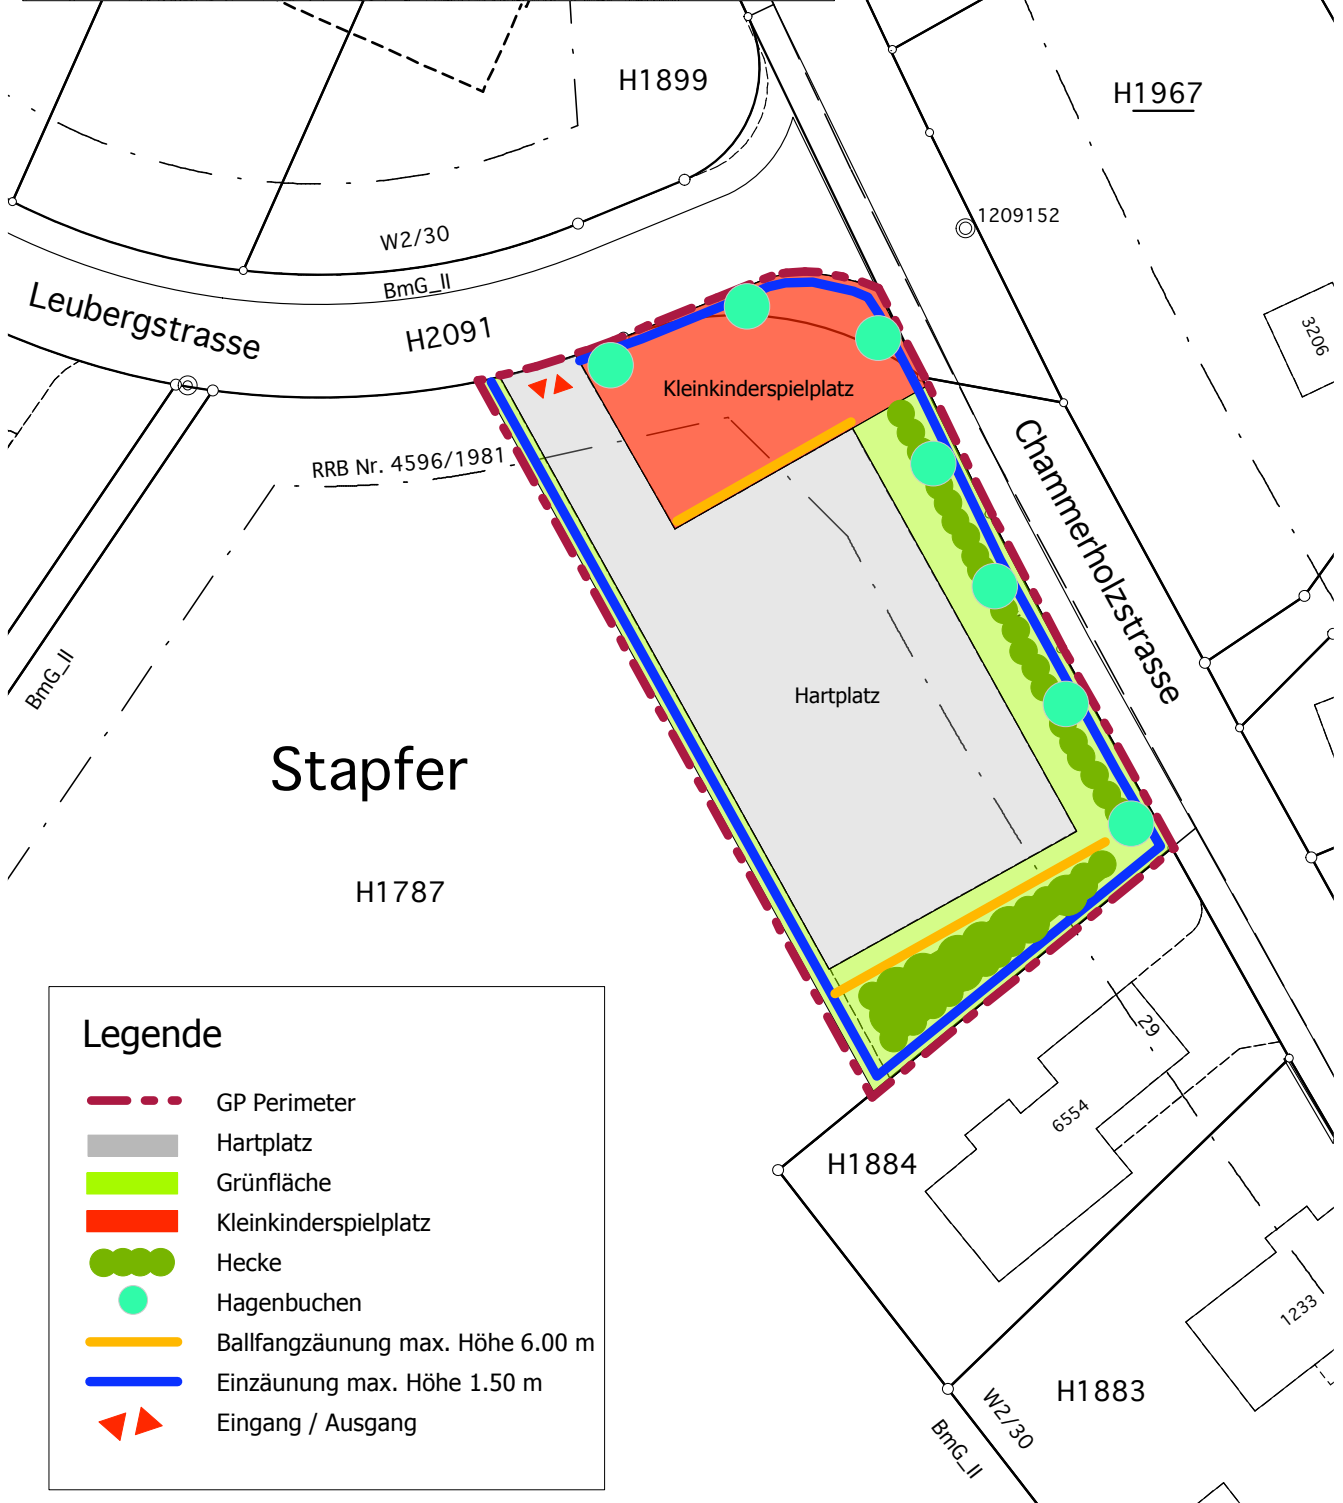 H1899
H1967
1209152
W2/30
BmG_II
Leubergstrasse
H2091
3206
Kleinkinderspielplatz
RRB Nr. 4596/1981
Chammerholzstrasse
BmG_II
Hartplatz
Stapfer
H1787
29
6554
H1884
1233
H1883
W2/30
BmG_II
Legende
GP Perimeter
Hartplatz
Grünfläche
Kleinkinderspielplatz
Hecke
Hagenbuchen
Ballfangzäunung max. Höhe 6.00 m
Einzäunung max. Höhe 1.50 m
Eingang / Ausgang